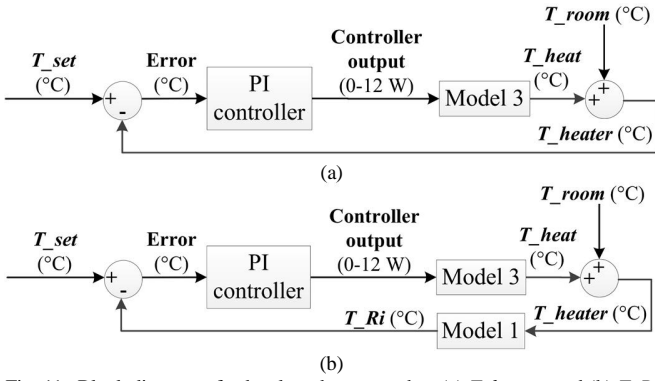 T_room (°C)
T_set
(°C)
Error
(°C)
Controller
output
(0-12 W)
T_heat
(°C)
+
-
PI
controller
Model 3
+
+
T_heater (°C)
(a)
T_room (°C)
T_set
(°C)
Error
(°C)
Controller
output
(0-12 W)
T_heat
(°C)
+
-
PI
controller
Model 3
+
+
T_Ri (°C)
Model 1
T_heater (°C)
(b)